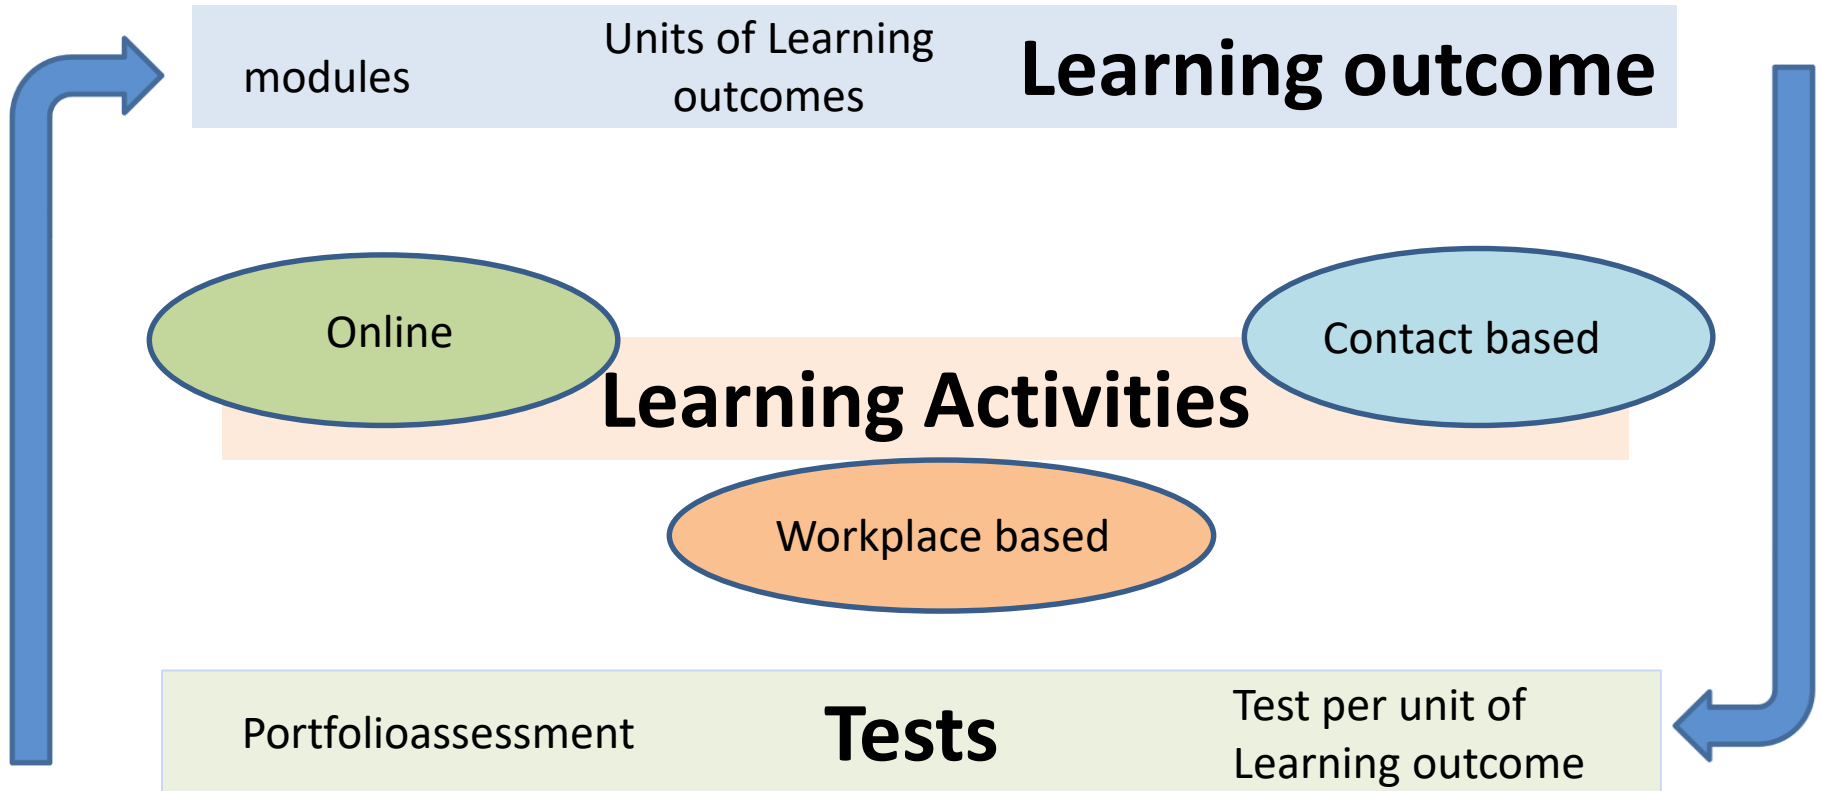 modules
Units of Learning
outcomes
Learning outcome
Online
Contact based
Learning Activities
Workplace based
Portfolioassessment
Tests
Test per unit of
Learning outcome